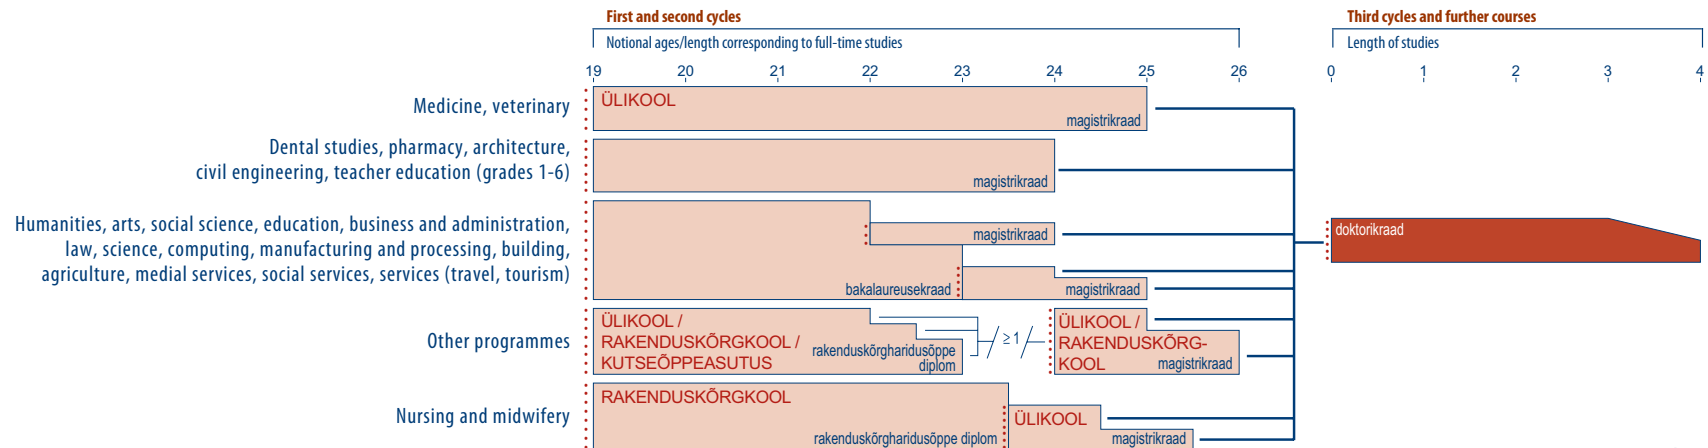 First and second cycles
Third cycles and further courses
Notional ages/length corresponding to full-time studies
Length of studies
19 20 21 22 23 24 25 26 0 1 2 3 4
Medicine, veterinary
ÜLIKOOL
magistrikraad
Dental studies, pharmacy, architecture,
civil engineering, teacher education (grades 1-6)
magistrikraad
Humanities, arts, social science, education, business and administration,
law, science, computing, manufacturing and processing, building,
agriculture, medial services, social services, services (travel, tourism)
magistrikraad
bakalaureusekraad
magistrikraad
doktorikraad
Other programmes
ÜLIKOOL /
RAKENDUSKÕRGKOOL /
KUTSEÕPPEASUTUS
rakenduskõrgharidusõppe
diplom
≥ 1
ÜLIKOOL /
RAKENDUSKÕRG-
KOOL
magistrikraad
Nursing and midwifery
RAKENDUSKÕRGKOOL
rakenduskõrgharidusõppe diplom
ÜLIKOOL
magistrikraad